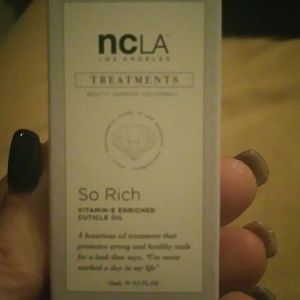 ncLA
LOS ANGELES
TREATMENTS
BEAUTY FASHION CALIFORNIA
So Rich
VITAMIN-E ENRICHED
CUTICLE OIL
A luxurious oil treatment that
promotes strong and healthy nails
for a look that says, "I've never
worked a day in my life"